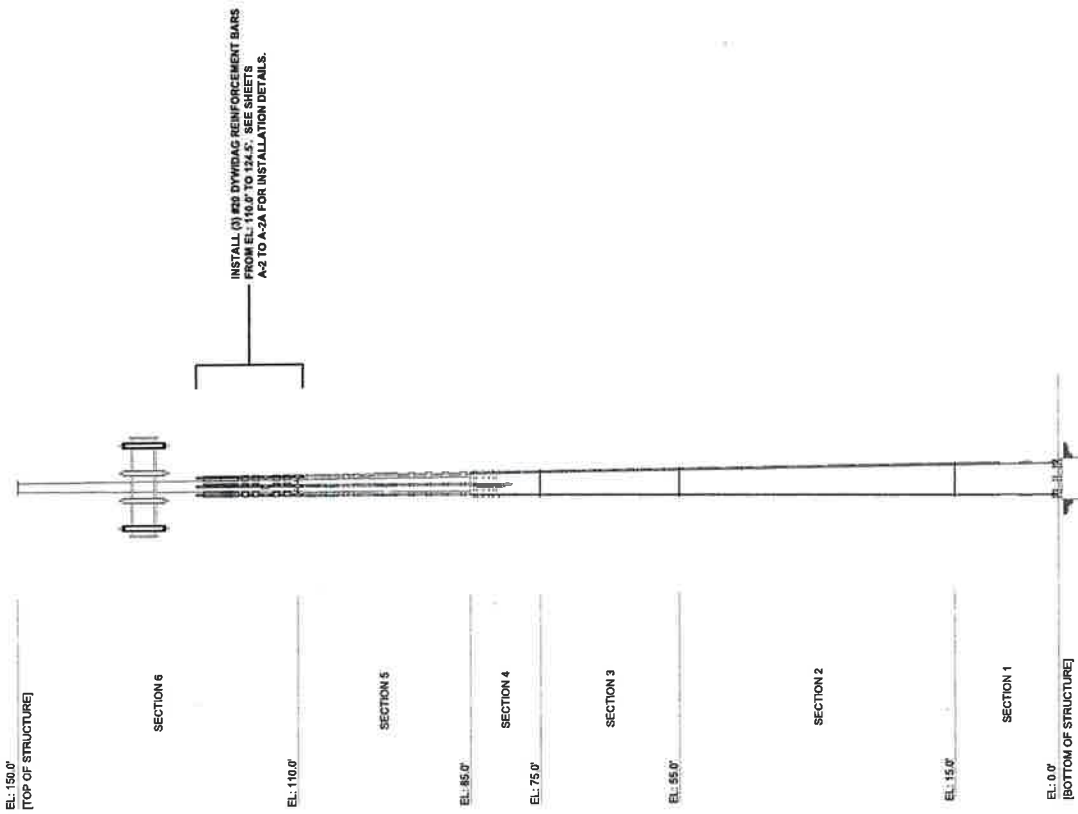 EL: 150.0'
[TOP OF STRUCTURE]
INSTALL (3) #20 DYWIDAG REINFORCEMENT BARS
FROM EL: 110.0' TO 124.5'. SEE SHEETS
A-2 TO A-2A FOR INSTALLATION DETAILS.
SECTION 6
EL: 110.0'
SECTION 5
EL: 85.0'
SECTION 4
EL: 75.0'
SECTION 3
EL: 55.0'
SECTION 2
EL: 15.0'
SECTION 1
EL: 0.0'
[BOTTOM OF STRUCTURE]